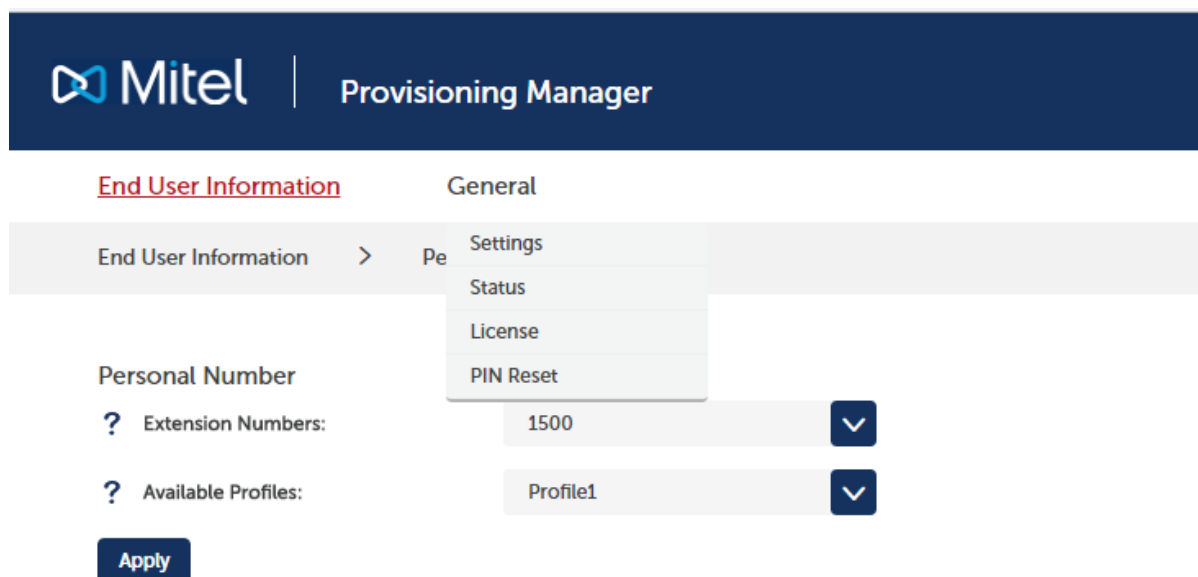 Mitel Provisioning Manager
End User Information General
End User Information > Pe
Settings
Status
License
PIN Reset
Personal Number
? Extension Numbers: 1500
? Available Profiles: Profile1
Apply